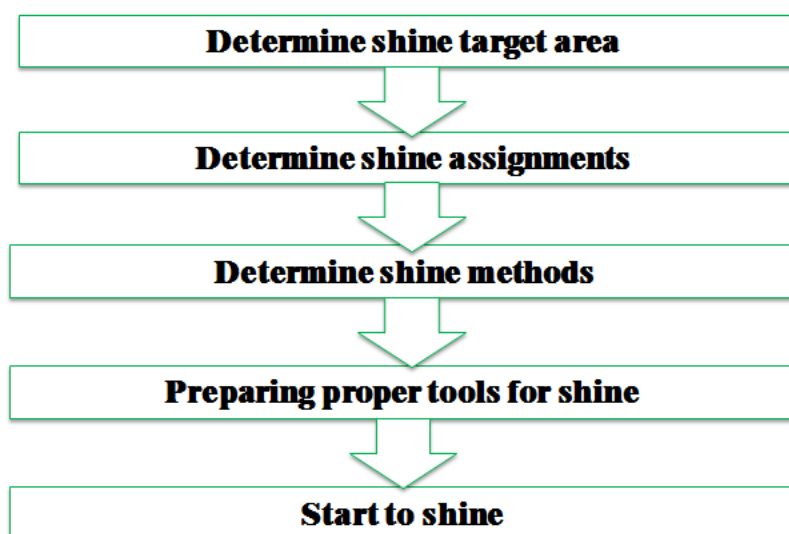 Determine shine target area
Determine shine assignments
Determine shine methods
Preparing proper tools for shine
Start to shine